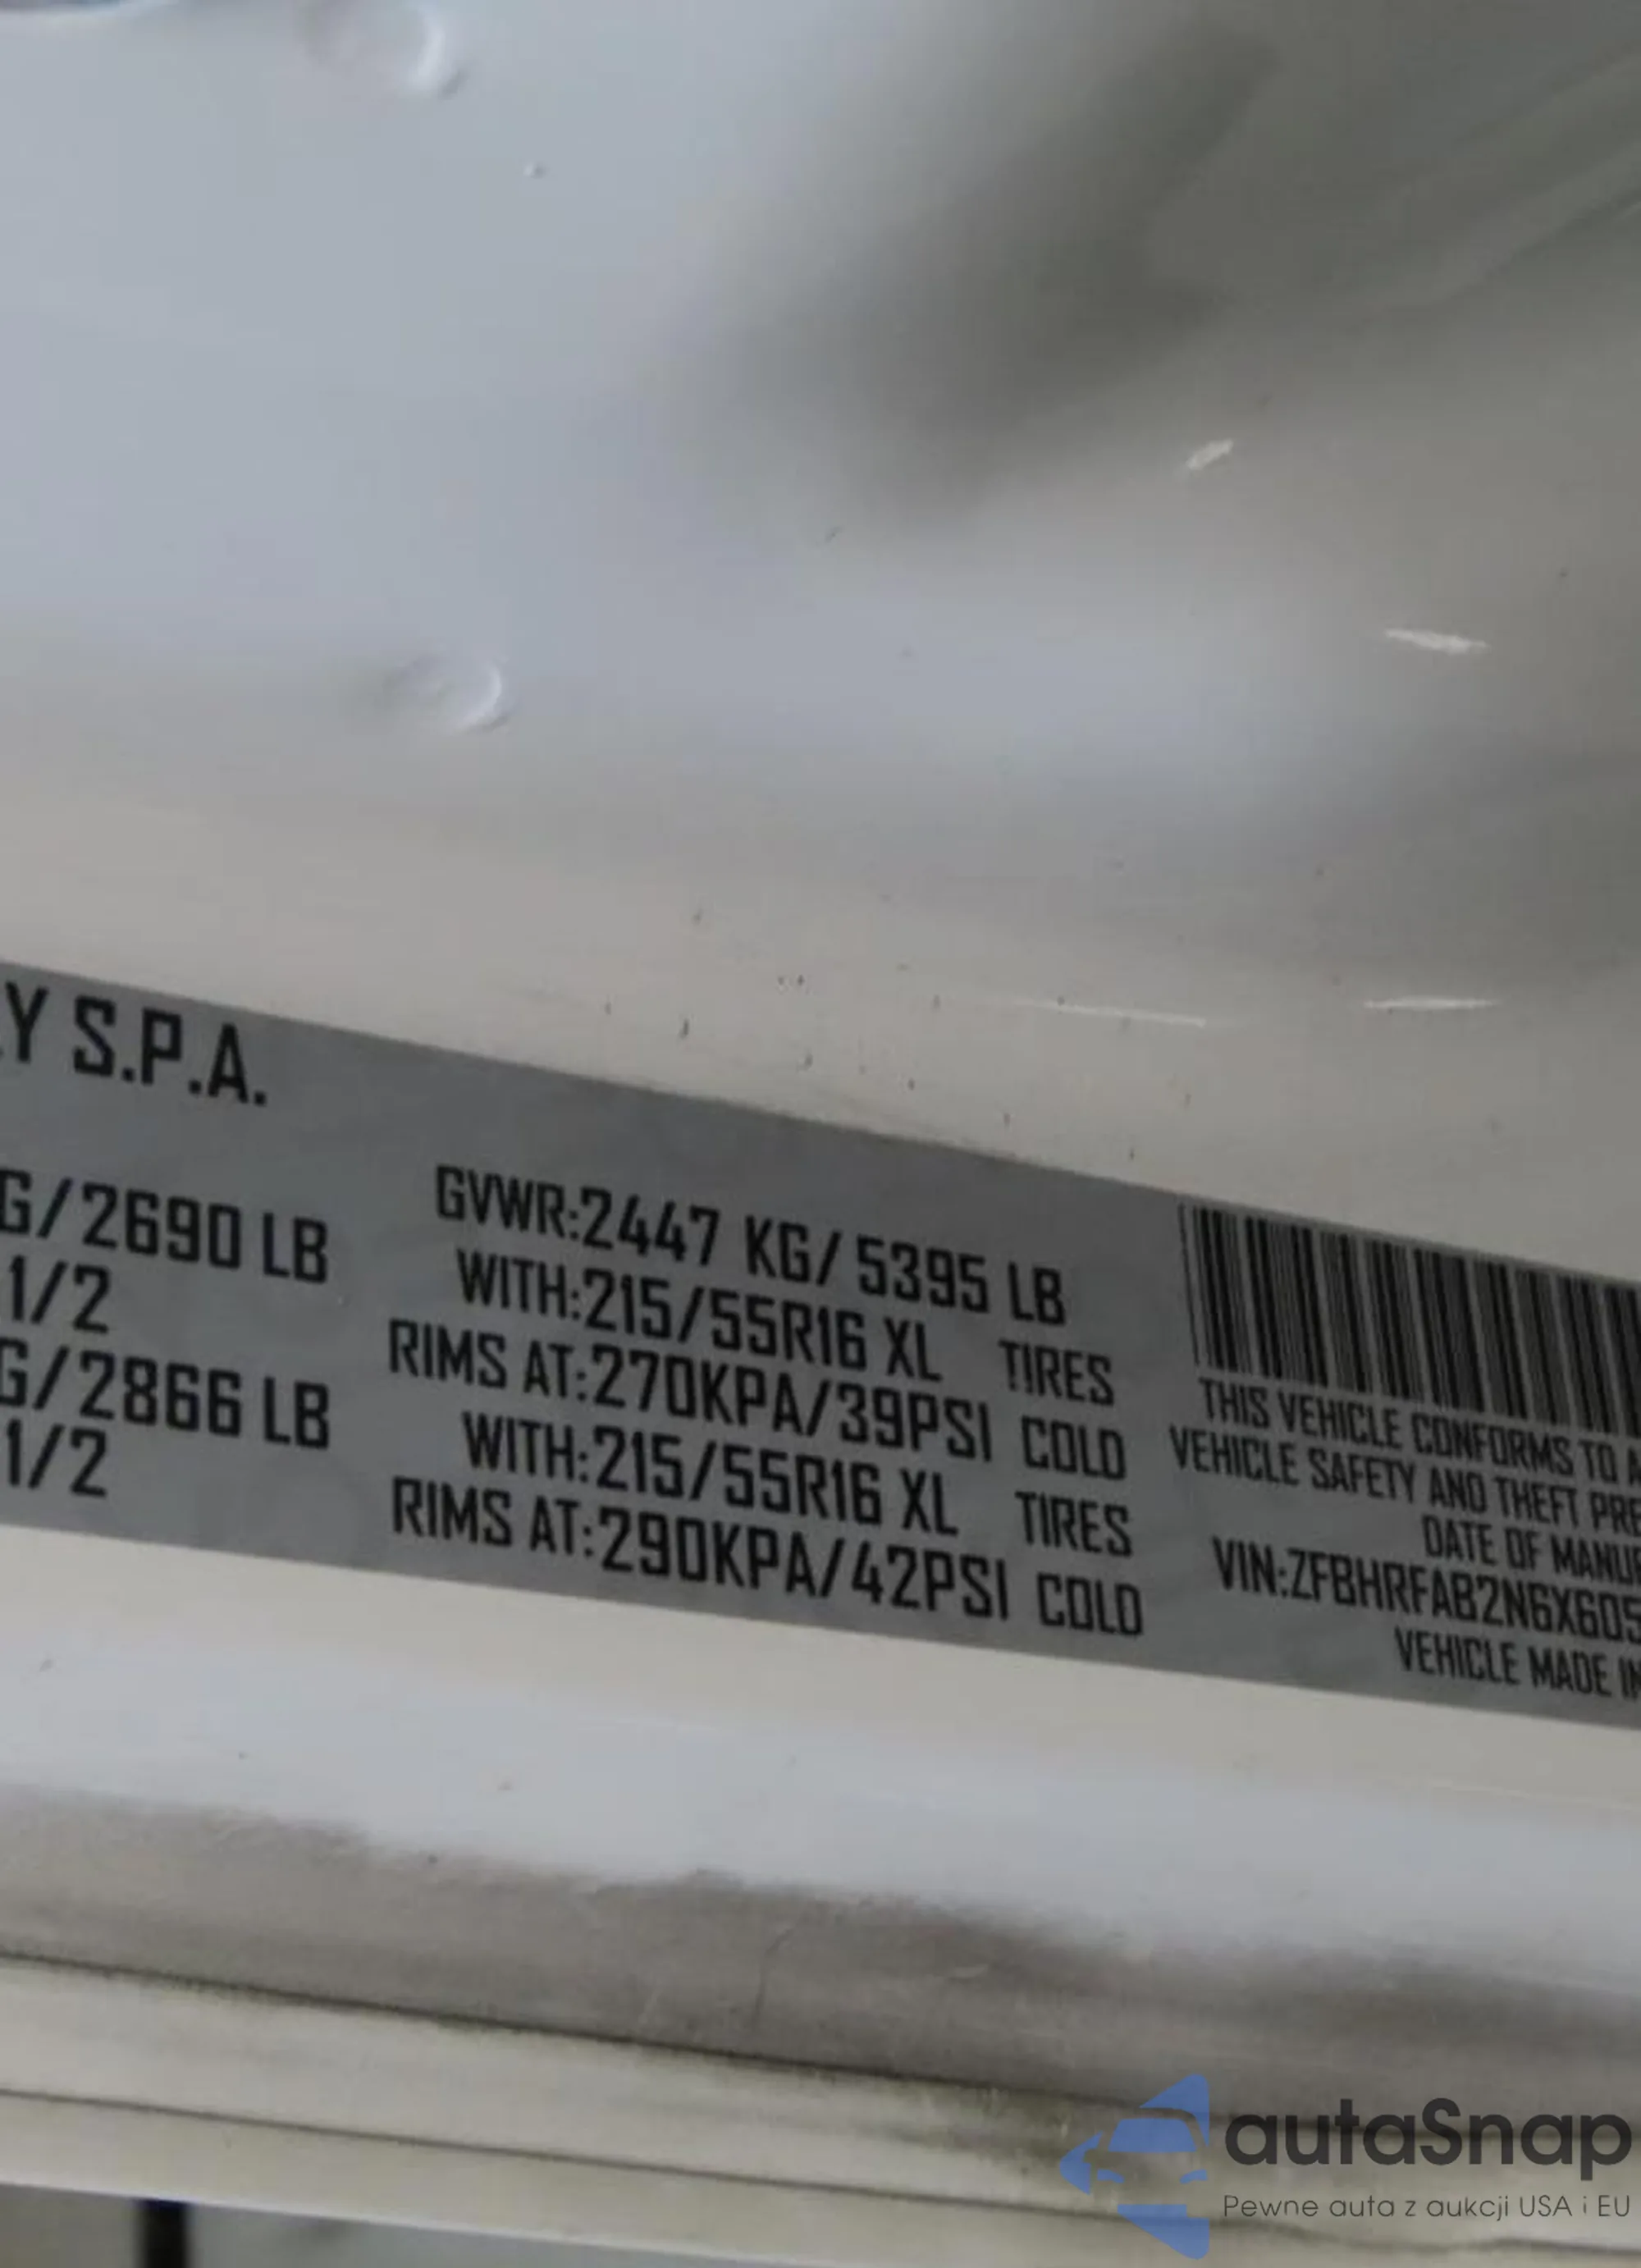 Y S.P.A.
G/2690 LB
1/2
G/2866 LB
1/2
GVWR:2447 KG/ 5395 LB
WITH:215/55R16 XL TIRES
RIMS AT:270KPA/39PSI COLD
WITH:215/55R16 XL TIRES
RIMS AT:290KPA/42PSI COLD
THIS VEHICLE CONFORMS TO A
VEHICLE SAFETY AND THEFT PRE
DATE OF MANUF
VIN:ZFBHRFAB2N6X605
VEHICLE MADE IN
autaSnap
Pewne auta z aukcji USA i EU